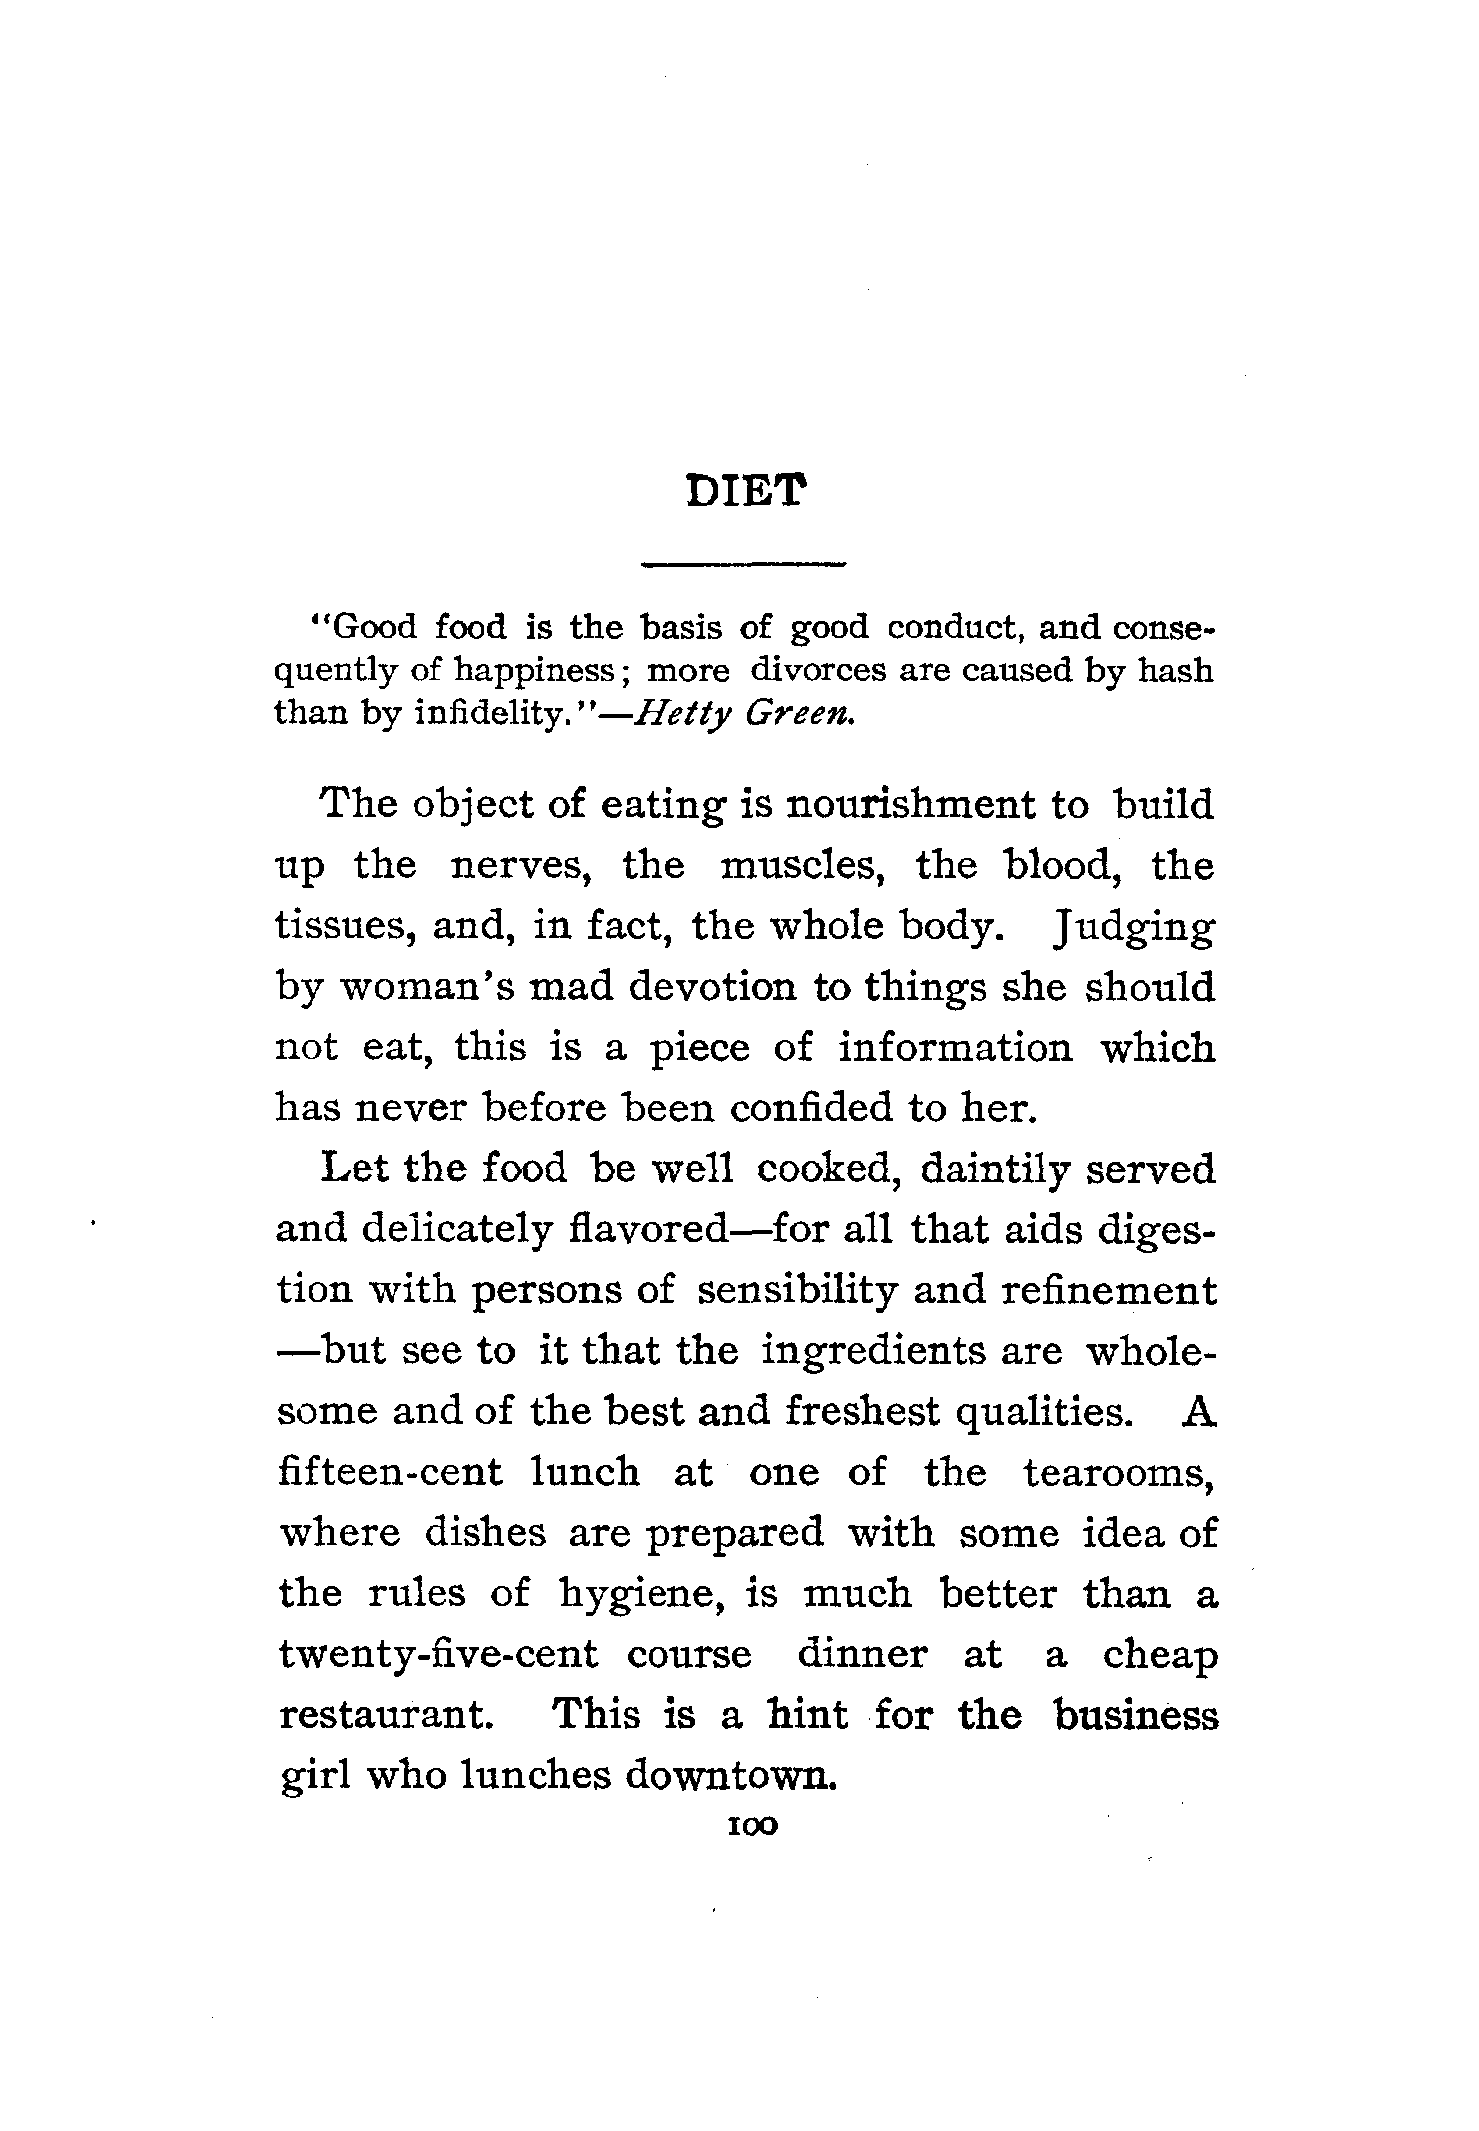 DIET
"Good food is the basis of good conduct, and conse-
quently of happiness; more divorces are caused by hash
than by infidelity."—Hetty Green.
The object of eating is nourishment to build
up the nerves, the muscles, the blood, the
tissues, and, in fact, the whole body. Judging
by woman's mad devotion to things she should
not eat, this is a piece of information which
has never before been confided to her.
Let the food be well cooked, daintily served
and delicately flavored—for all that aids diges-
tion with persons of sensibility and refinement
—but see to it that the ingredients are whole-
some and of the best and freshest qualities. A
fifteen-cent lunch at one of the tearooms,
where dishes are prepared with some idea of
the rules of hygiene, is much better than a
twenty-five-cent course dinner at a cheap
restaurant. This is a hint for the business
girl who lunches downtown.
100